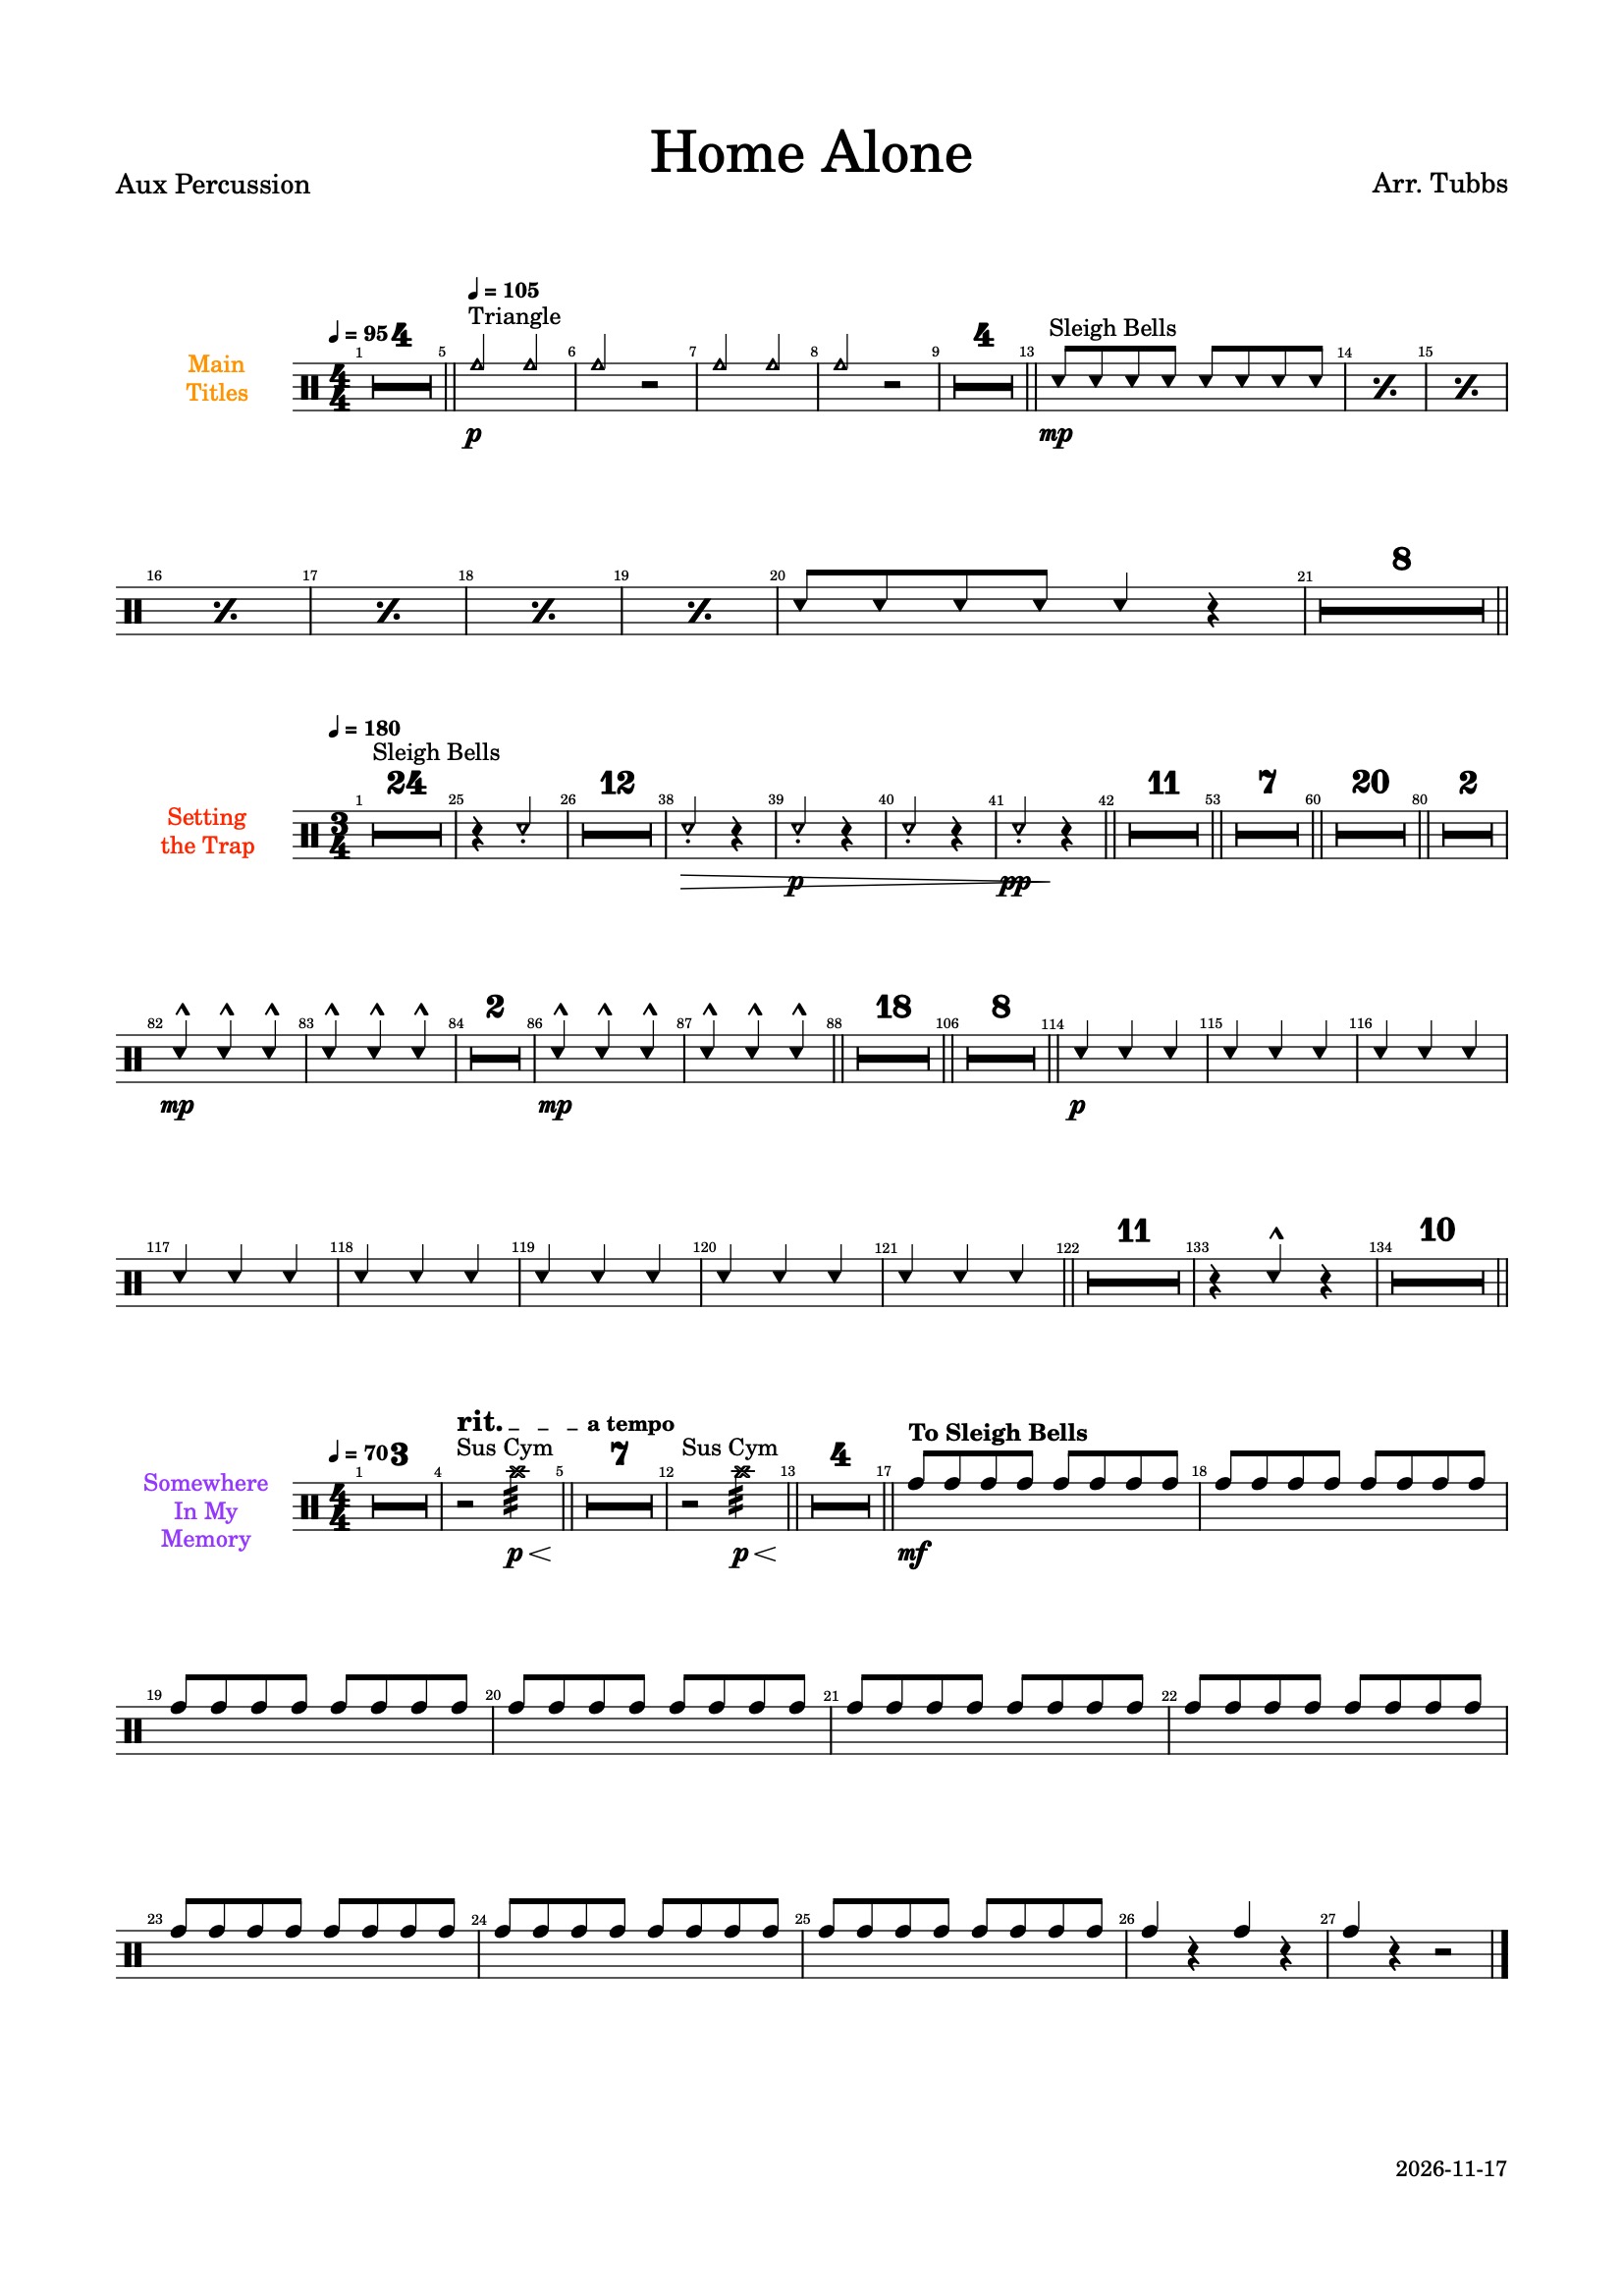 Home Alone
Aux Percussion
Arr. Tubbs
Main
Titles
= 95
= 105
Triangle
Sleigh Bells
4 4
1 4 5 6 7 8 9 4 13 14 15
p mp
16 17 18 19 20 21 8
Setting
the Trap
= 180
Sleigh Bells
3 4
1 24 25 26 12 38 39 40 41 42 11 53 7 60 20 80 2
p pp
82 83 84 2 86 87 88 18 106 8 114 115 116
mp mp p
117 118 119 120 121 122 11 133 134 10
Somewhere
In My
Memory
= 70
rit. a tempo
Sus Cym Sus Cym
To Sleigh Bells
4 4
1 3 4 5 7 12 13 4 17 18
p p mf
19 20 21 22
23 24 25 26 27
2026-11-17